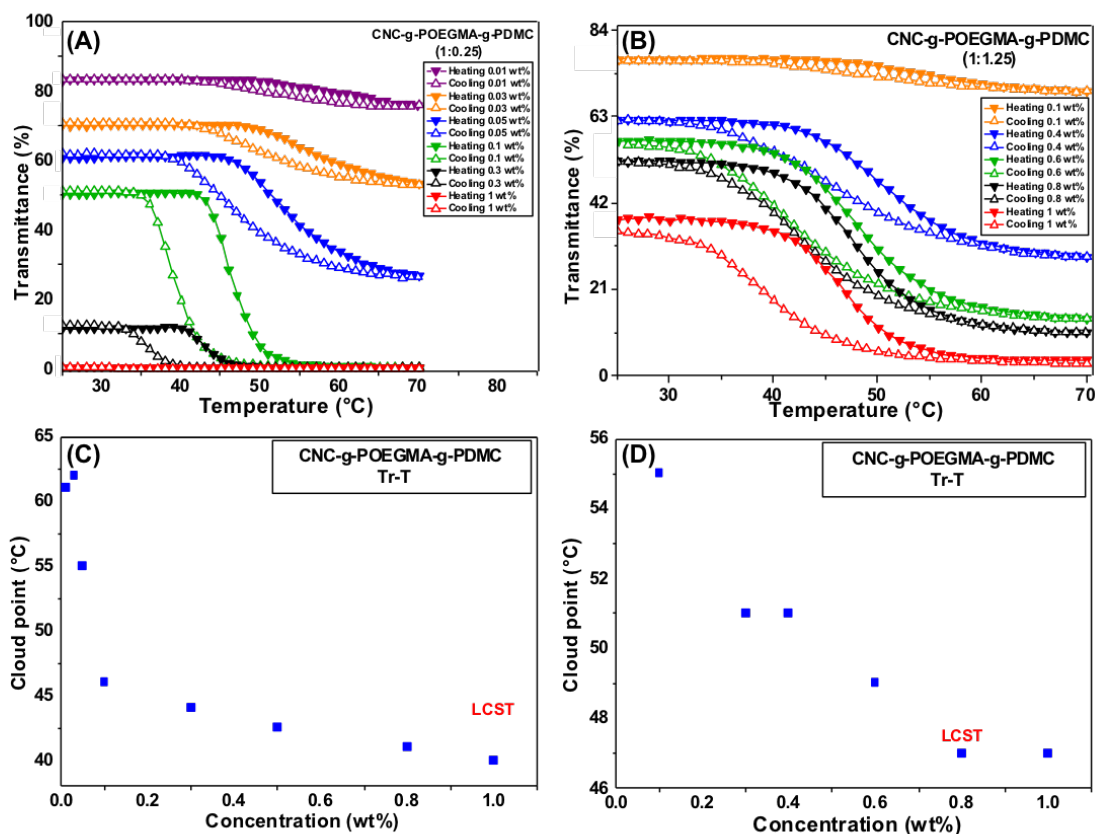 (A)
CNC-g-POEGMA-g-PDMC
(1:0.25)
Heating 0.01 wt%
Cooling 0.01 wt%
Heating 0.03 wt%
Cooling 0.03 wt%
Heating 0.05 wt%
Cooling 0.05 wt%
Heating 0.1 wt%
Cooling 0.1 wt%
Heating 0.3 wt%
Cooling 0.3 wt%
Heating 1 wt%
Cooling 1 wt%
100
80
60
40
20
0
Transmittance (%)
30 40 50 60 70 80
Temperature (°C)
(B)
CNC-g-POEGMA-g-PDMC
(1:1.25)
Heating 0.1 wt%
Cooling 0.1 wt%
Heating 0.4 wt%
Cooling 0.4 wt%
Heating 0.6 wt%
Cooling 0.6 wt%
Heating 0.8 wt%
Cooling 0.8 wt%
Heating 1 wt%
Cooling 1 wt%
84
63
42
21
0
Transmittance (%)
30 40 50 60 70
Temperature (°C)
(C)
CNC-g-POEGMA-g-PDMC
Tr-T
65
60
55
50
45
40
Cloud point (°C)
LCST
0.0 0.2 0.4 0.6 0.8 1.0
Concentration (wt%)
(D)
CNC-g-POEGMA-g-PDMC
Tr-T
56
54
52
50
48
46
Cloud point (°C)
LCST
0.0 0.2 0.4 0.6 0.8 1.0
Concentration (wt%)